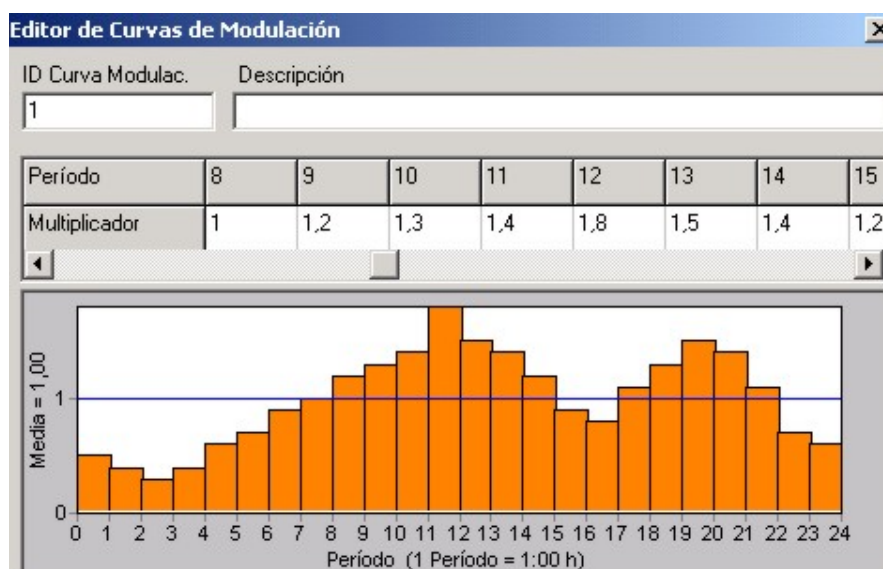 Editor de Curvas de Modulación
ID Curva Modulac. Descripción
1
Período 8 9 10 11 12 13 14 15
Multiplicador 1 1,2 1,3 1,4 1,8 1,5 1,4 1,2
Media = 1,00
1
0
0 1 2 3 4 5 6 7 8 9 10 11 12 13 14 15 16 17 18 19 20 21 22 23 24
Período (1 Período = 1:00 h)